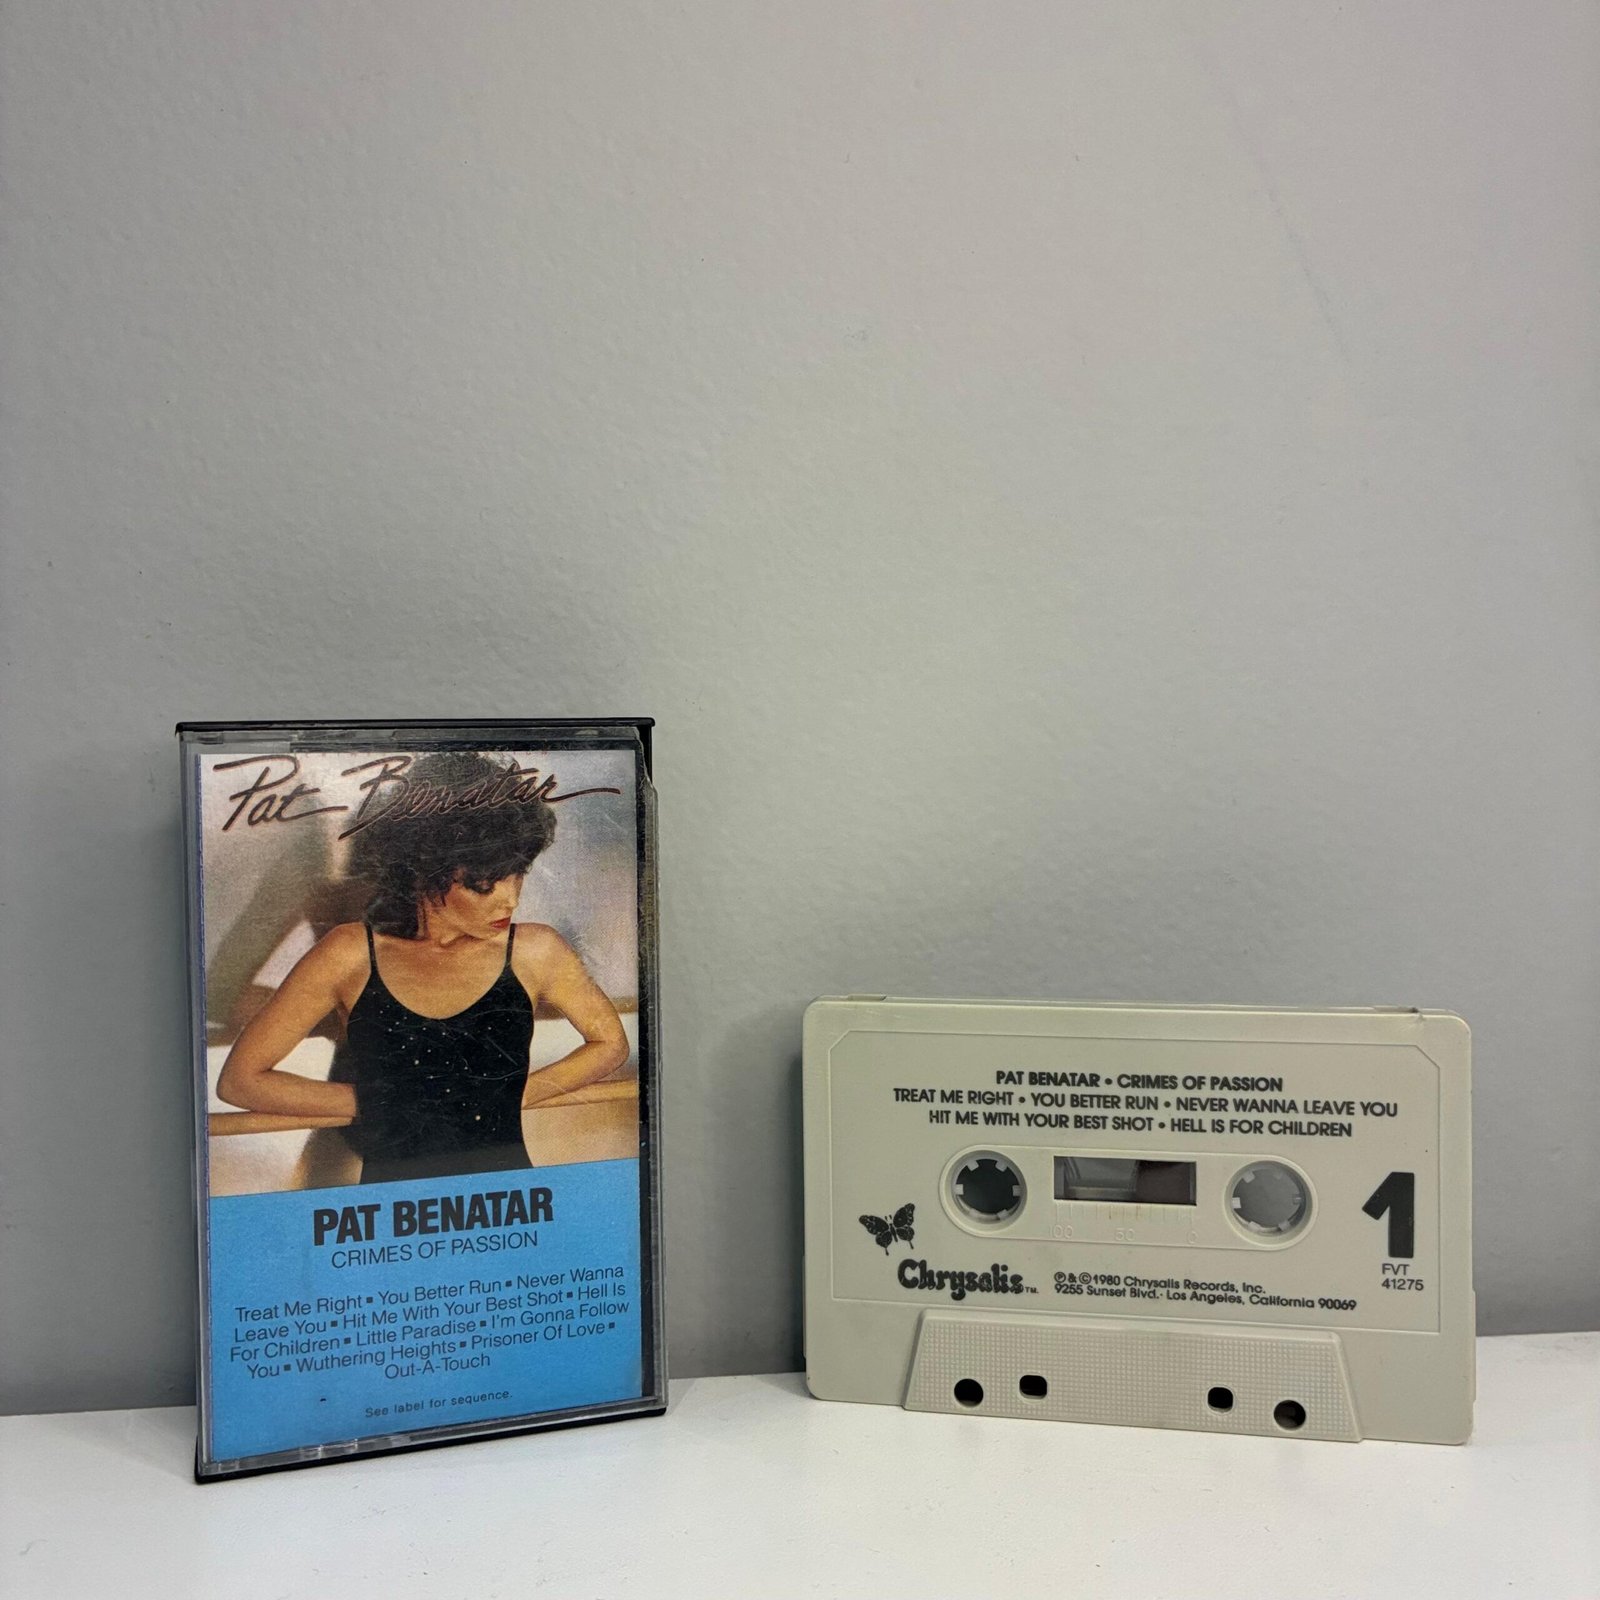 Pat Benatar
PAT BENATAR
CRIMES OF PASSION
Treat Me Right ▪ You Better Run ▪ Never Wanna
Leave You ▪ Hit Me With Your Best Shot ▪ Hell Is
For Children ▪ Little Paradise ▪ I'm Gonna Follow
You ▪ Wuthering Heights ▪ Prisoner Of Love ▪
Out-A-Touch
See label for sequence.
PAT BENATAR • CRIMES OF PASSION
TREAT ME RIGHT • YOU BETTER RUN • NEVER WANNA LEAVE YOU
HIT ME WITH YOUR BEST SHOT • HELL IS FOR CHILDREN
100 50 0
1
FVT
41275
Chrysalis TM.
℗ & © 1980 Chrysalis Records, Inc.
9255 Sunset Blvd. · Los Angeles, California 90069